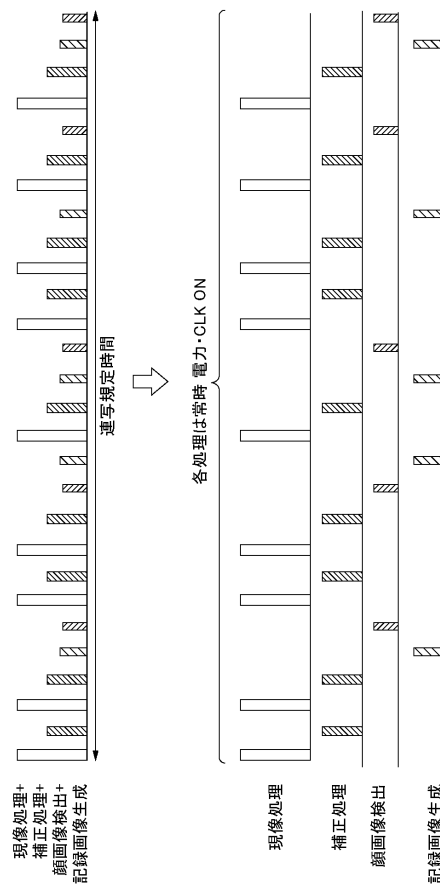 現像処理+
補正処理+
顔画像検出+
記録画像生成
連写規定時間
各処理は常時 電力・CLK ON
現像処理
補正処理
顔画像検出
記録画像生成